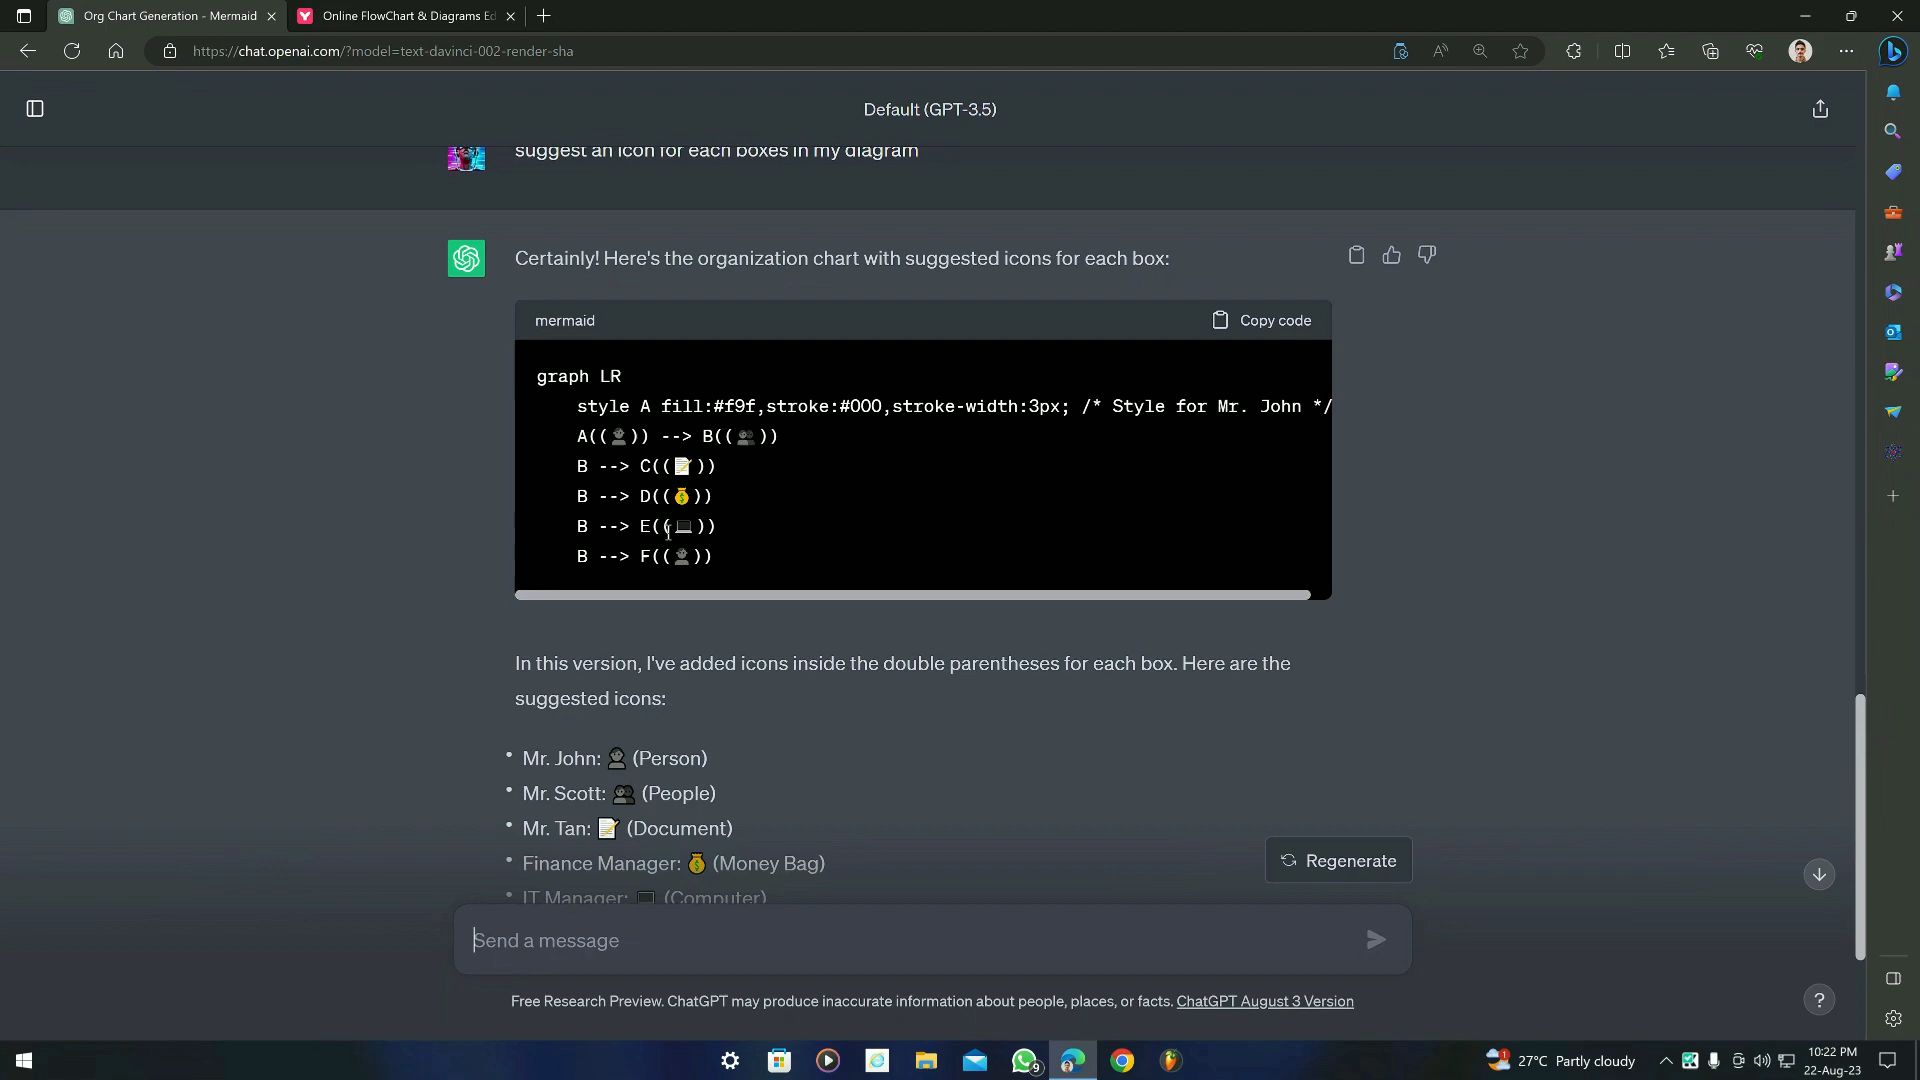 Org Chart Generation - Mermaid
Online FlowChart & Diagrams Ed
https://chat.openai.com/?model=text-davinci-002-render-sha
Default (GPT-3.5)
suggest an icon for each boxes in my diagram
Certainly! Here's the organization chart with suggested icons for each box:
mermaid
Copy code
graph LR
style A fill:#f9f,stroke:#000,stroke-width:3px; /* Style for Mr. John */
A((👤)) --> B((👥))
B --> C((📝))
B --> D((💰))
B --> E((💻))
B --> F((👤))
In this version, I've added icons inside the double parentheses for each box. Here are the
suggested icons:
• Mr. John: 👤 (Person)
• Mr. Scott: 👥 (People)
• Mr. Tan: 📝 (Document)
• Finance Manager: 💰 (Money Bag)
• IT Manager: 💻 (Computer)
Regenerate
Send a message
Free Research Preview. ChatGPT may produce inaccurate information about people, places, or facts. ChatGPT August 3 Version
?
9
1
27°C Partly cloudy
10:22 PM
22-Aug-23